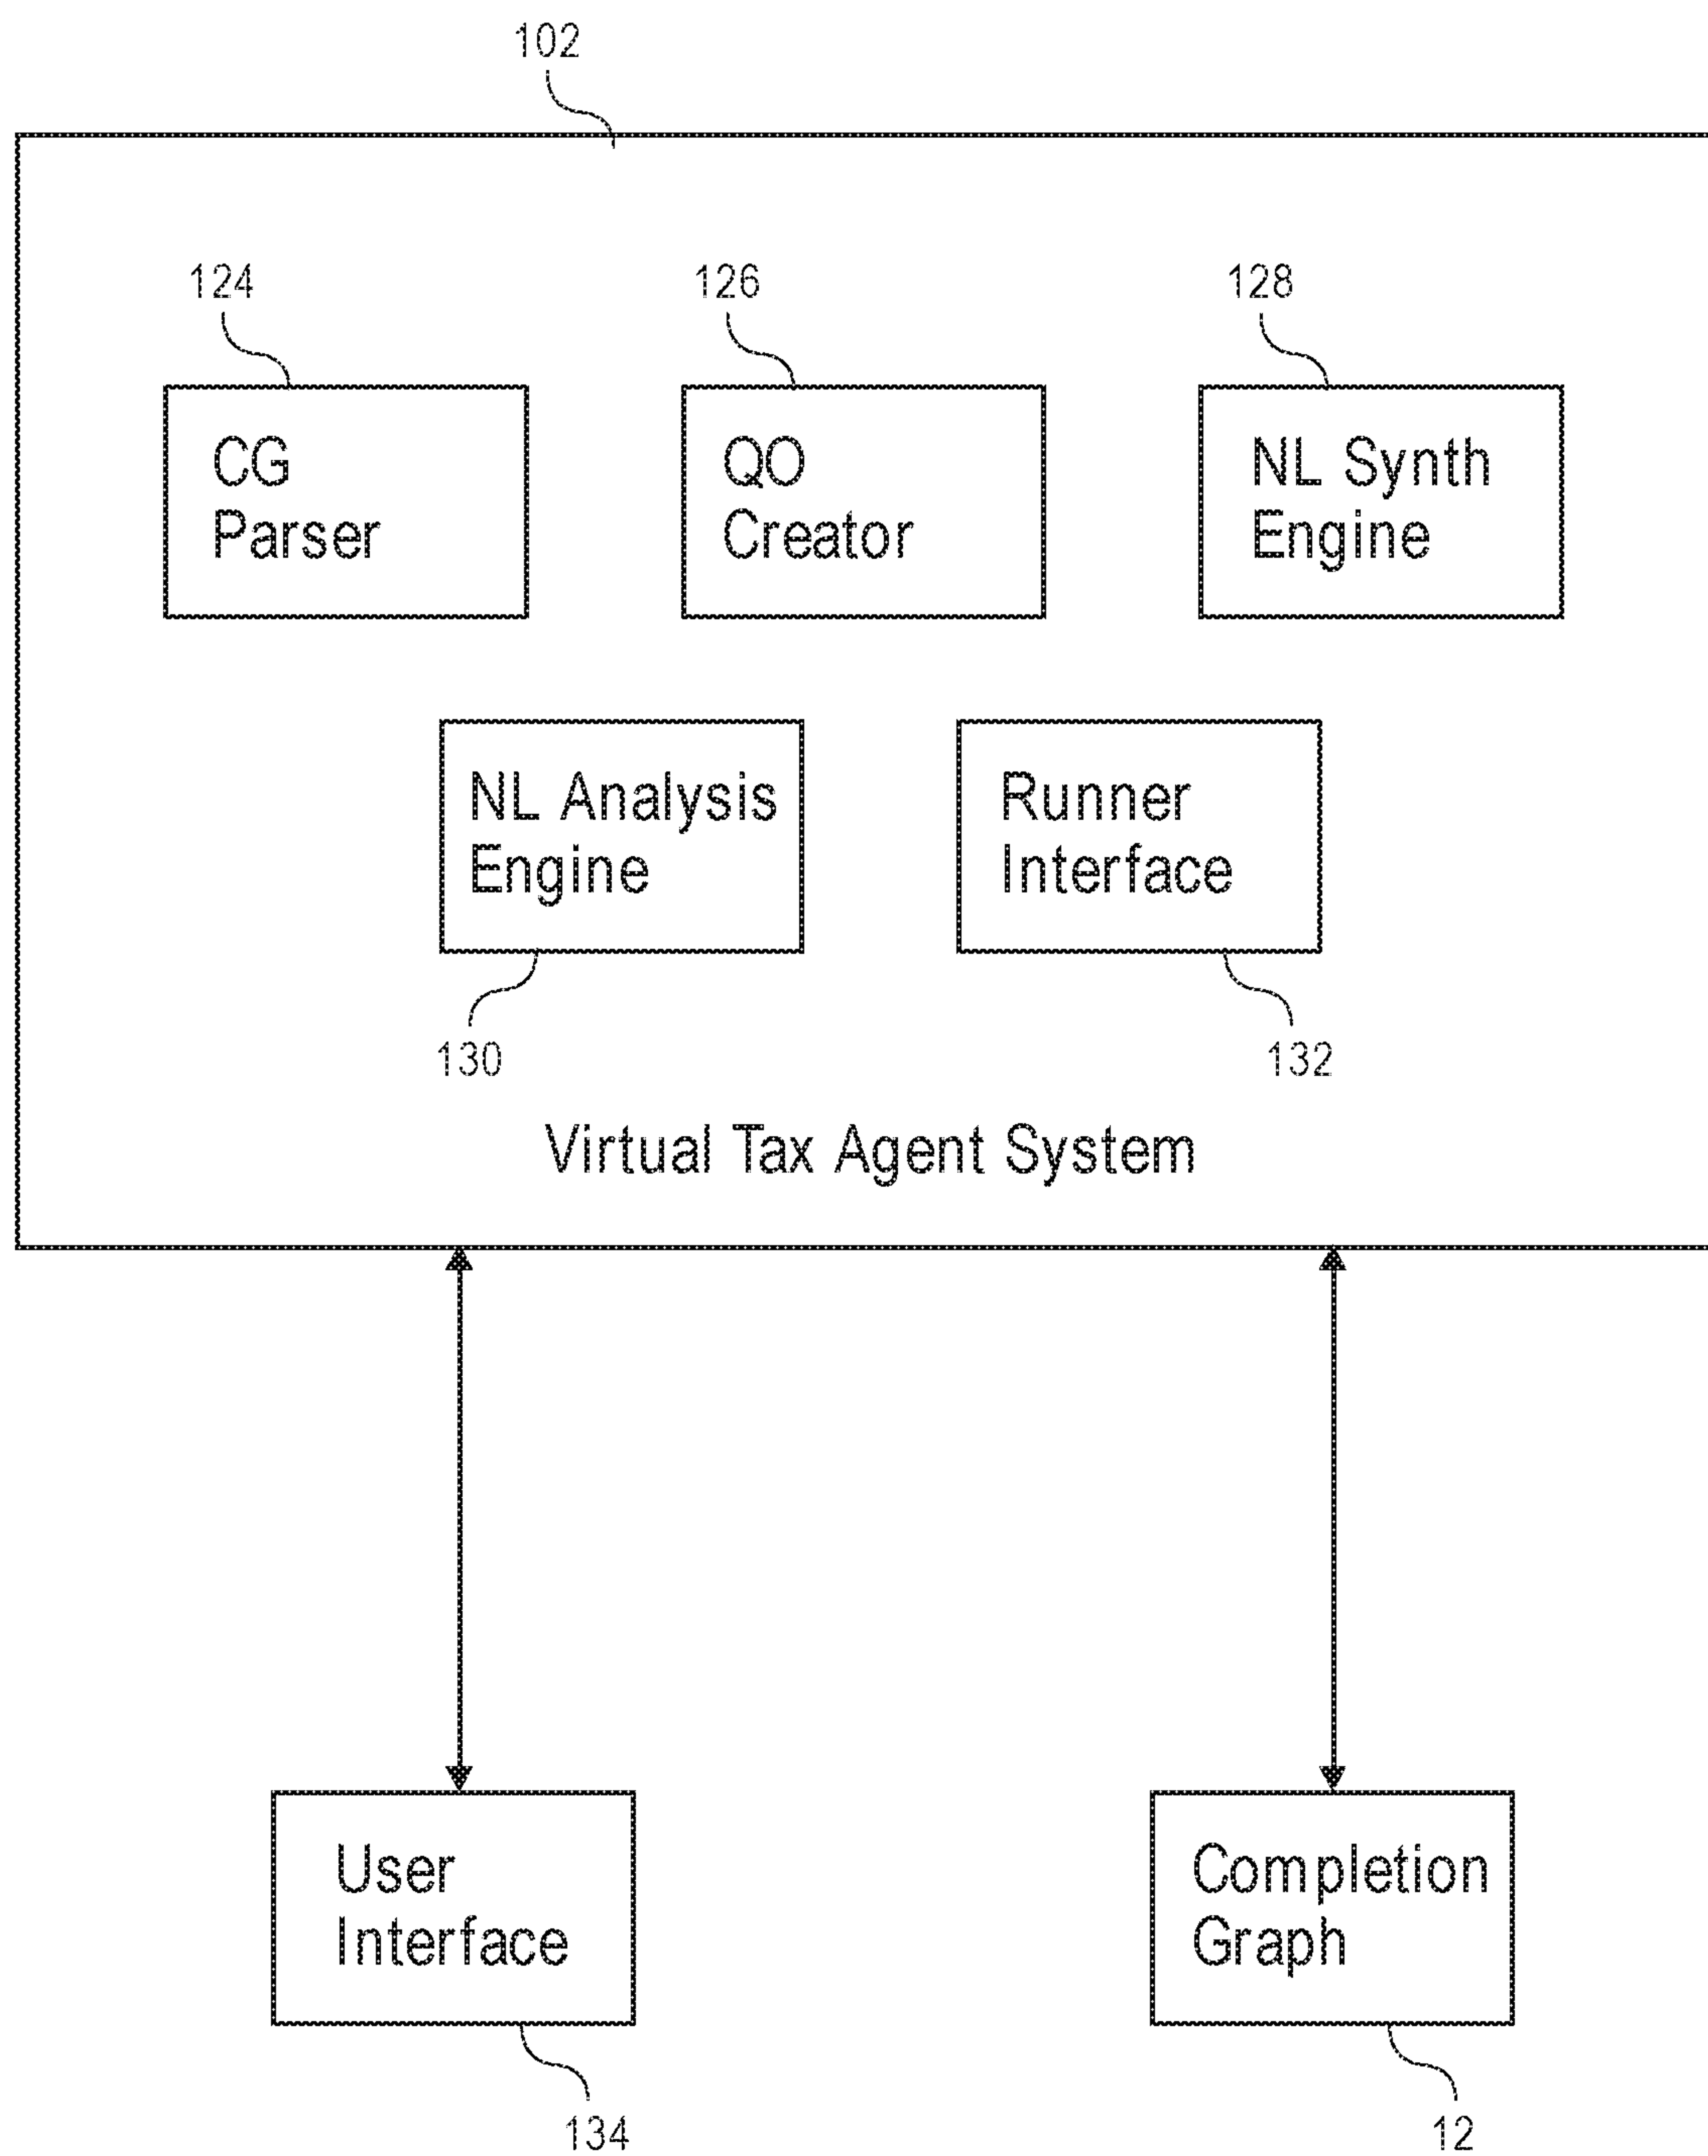 102
124
126
128
CG
Parser
QO
Creator
NL Synth
Engine
NL Analysis
Engine
Runner
Interface
130
132
Virtual Tax Agent System
User
Interface
Completion
Graph
134
12